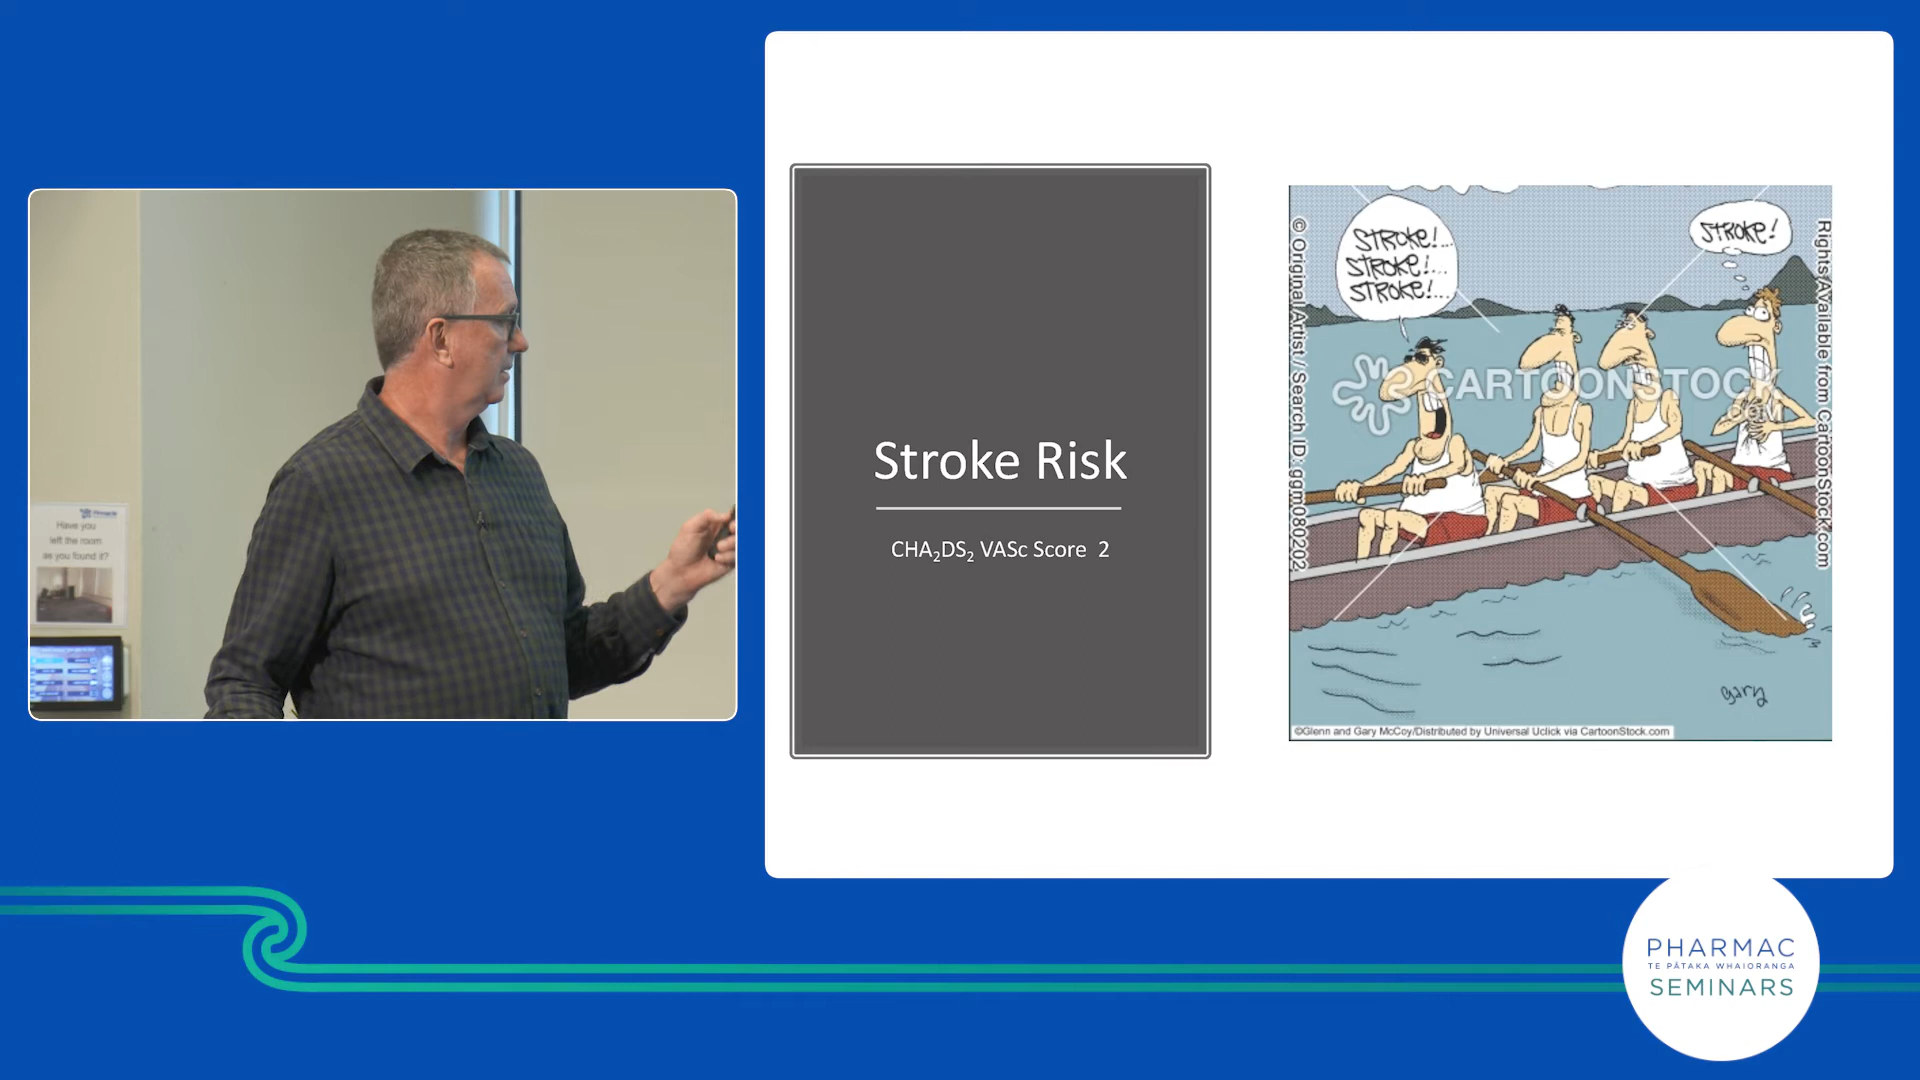 Have you
left the room
as you found it?
Stroke Risk
CHA₂DS₂ VASc Score 2
STROKE!...
STROKE!...
STROKE!...
STROKE!
© Original Artist / Search ID: ggm080202
Rights Available from CartoonStock.com
CARTOONSTOCK
.COM
gary
©Glenn and Gary McCoy/Distributed by Universal Uclick via CartoonStock.com
PHARMAC
TE PĀTAKA WHAIORANGA
SEMINARS